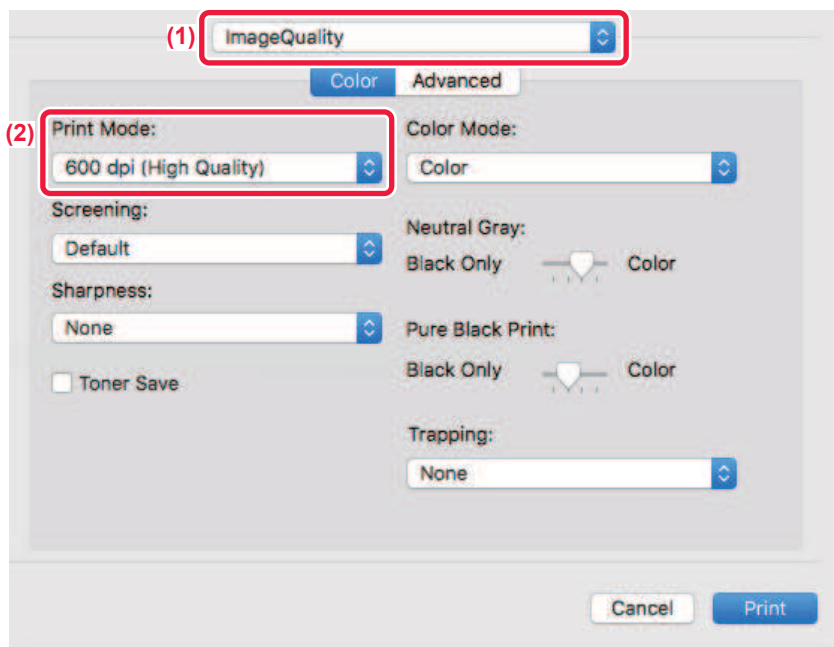 (1) ImageQuality
Color Advanced
(2) Print Mode:
600 dpi (High Quality)
Screening:
Default
Sharpness:
None
Toner Save
Color Mode:
Color
Neutral Gray:
Black Only Color
Pure Black Print:
Black Only Color
Trapping:
None
Cancel Print